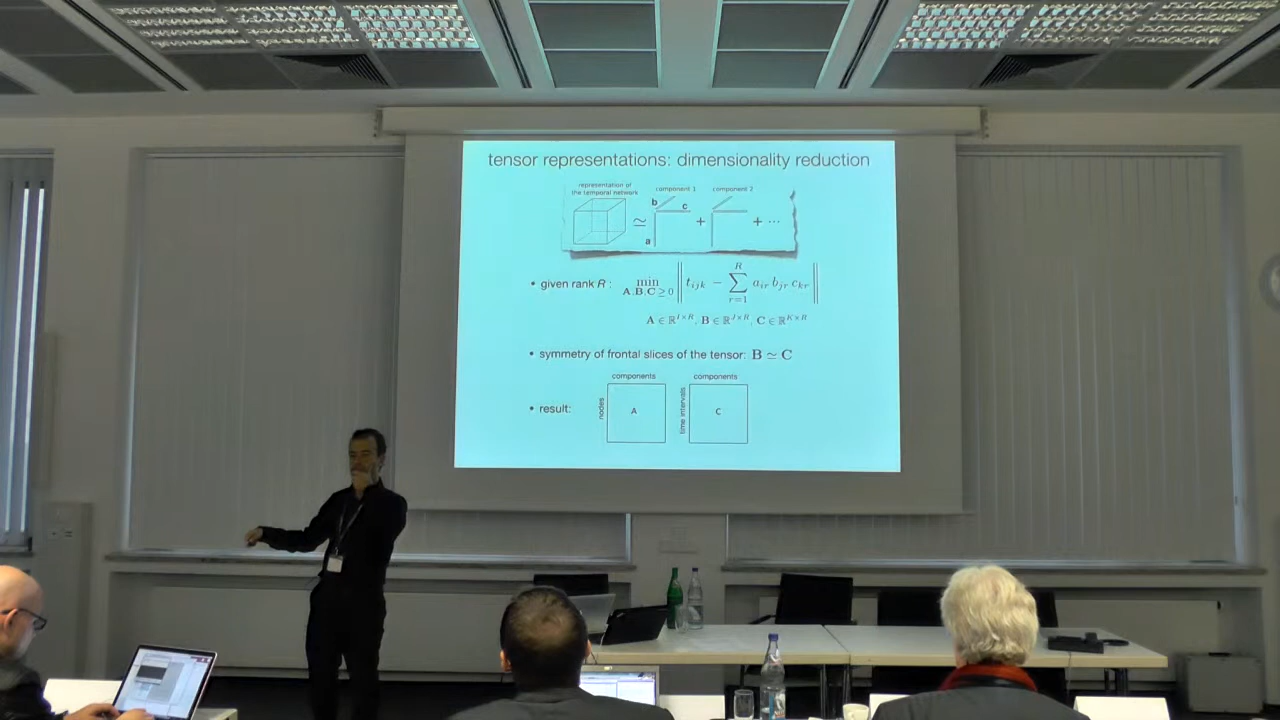 tensor representations: dimensionality reduction
representation of
the temporal network
component 1
component 2
b
c
a
≃ + + ...
• given rank R : min A,B,C ≥ 0 ‖ t_ijk − ∑_{r=1}^{R} a_ir b_jr c_kr ‖
A ∈ ℝ^{I×R}, B ∈ ℝ^{J×R}, C ∈ ℝ^{K×R}
• symmetry of frontal slices of the tensor: B ≃ C
components
components
• result:
nodes
A
time intervals
C